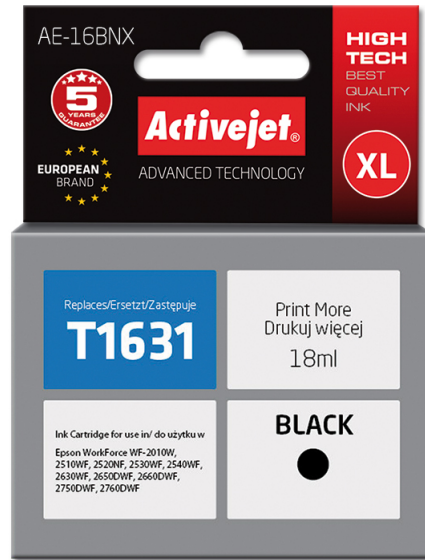 AE-16BNX
HIGH
TECH
BEST
QUALITY
INK
5
YEARS
GUARANTEE
Activejet®
EUROPEAN
BRAND
ADVANCED TECHNOLOGY
XL
Replaces/Ersetzt/Zastępuje
T1631
Print More
Drukuj więcej
18ml
Ink Cartridge for use in/ do użytku w
Epson WorkForce WF-2010W,
2510WF, 2520NF, 2530WF, 2540WF,
2630WF, 2650DWF, 2660DWF,
2750DWF, 2760DWF
BLACK